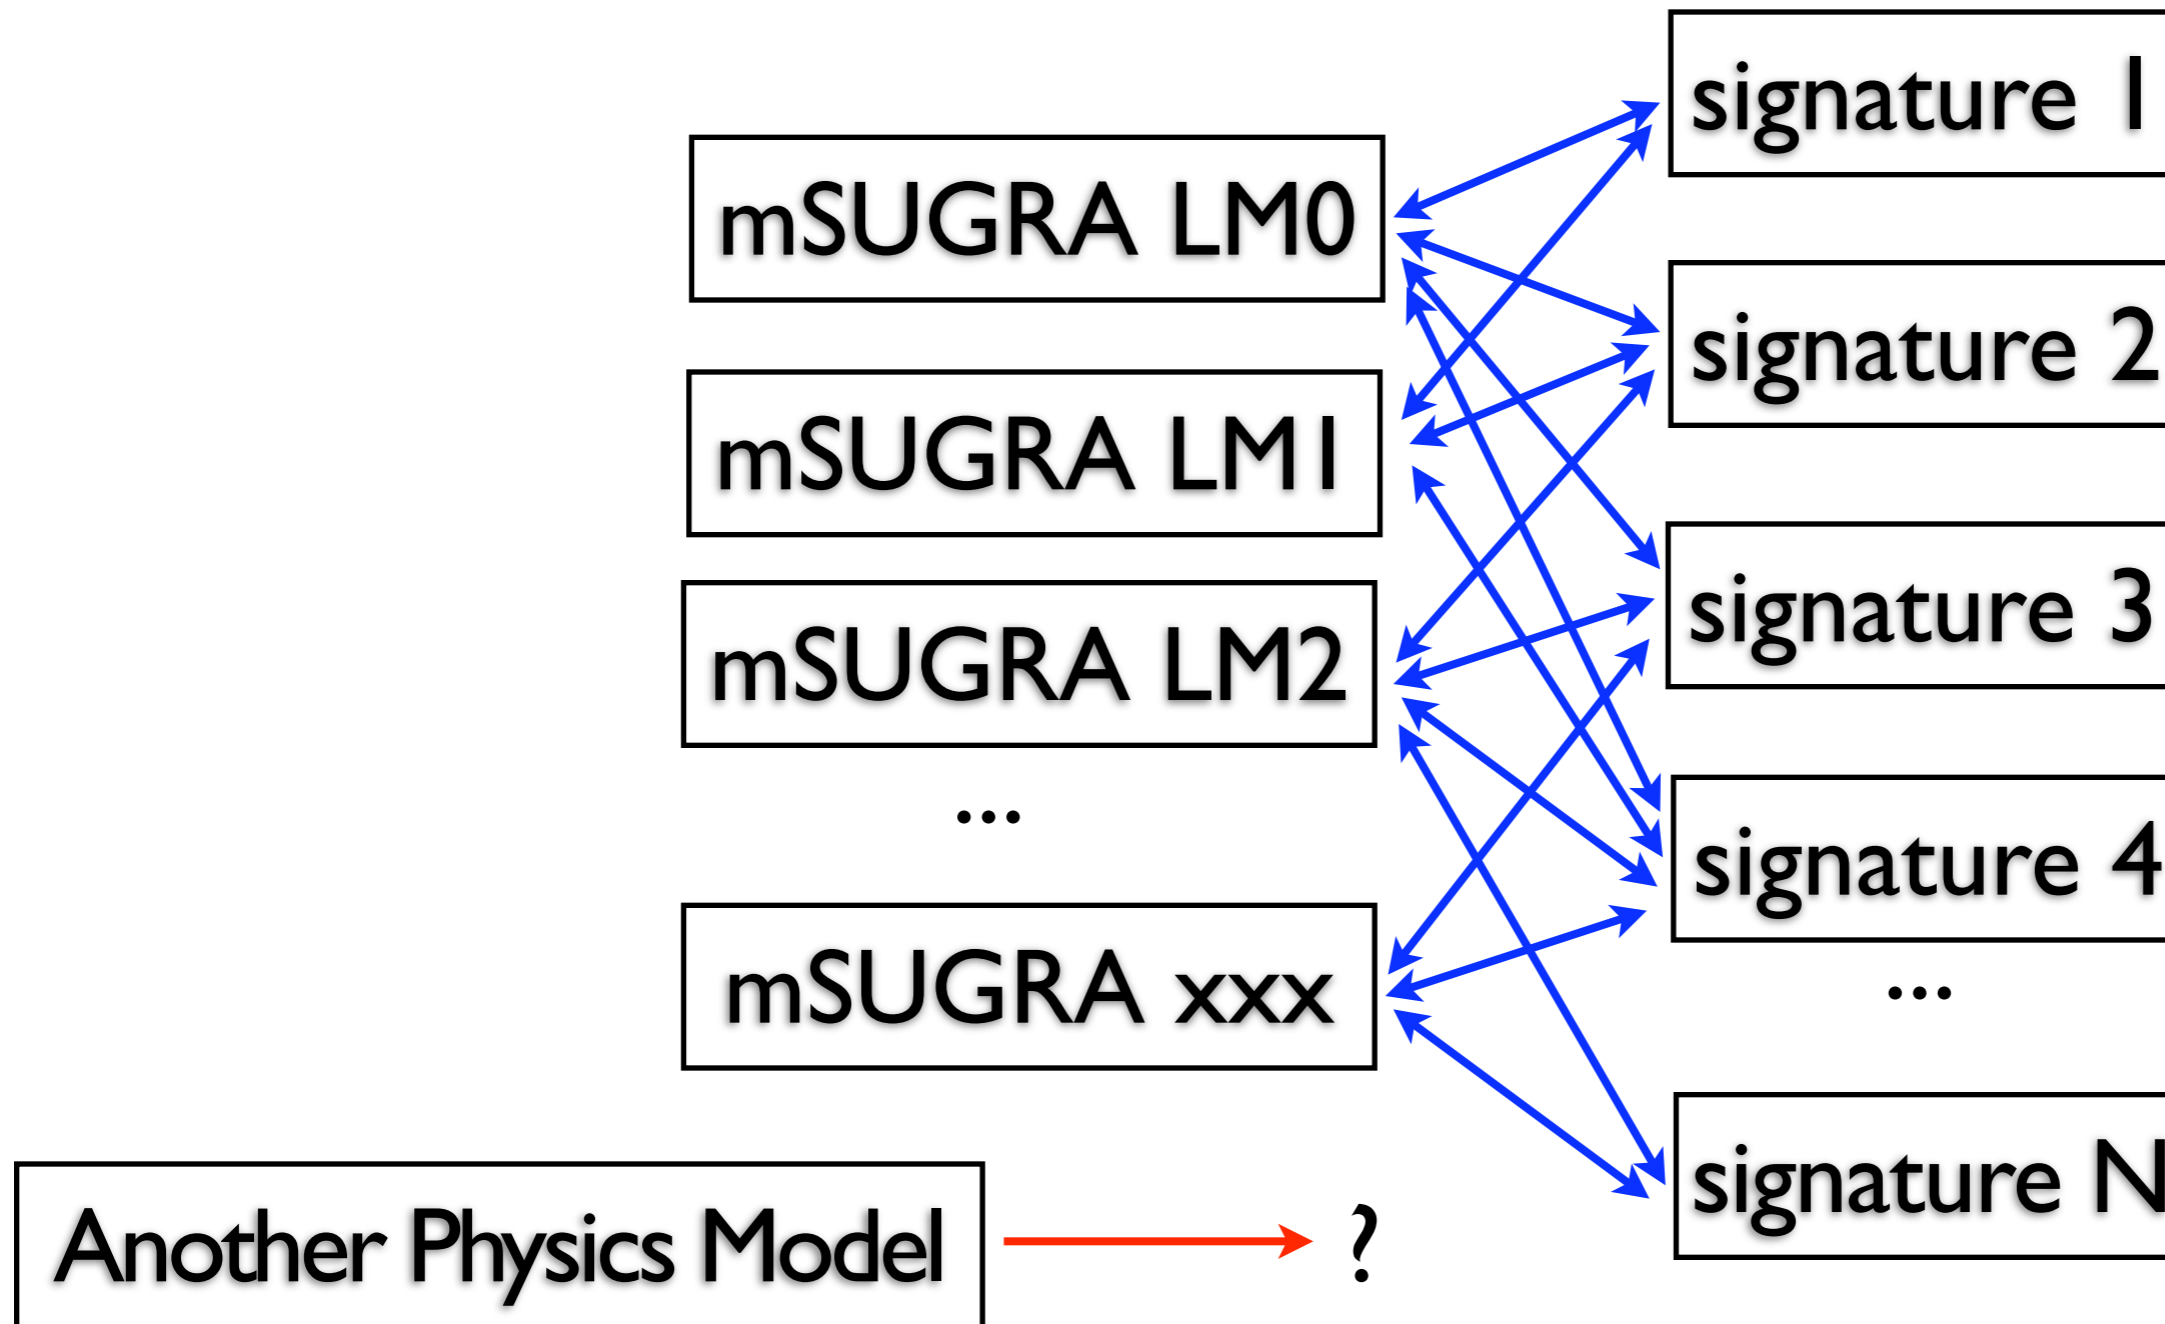 signature 1
mSUGRA LM0
signature 2
mSUGRA LM1
signature 3
mSUGRA LM2
...
signature 4
mSUGRA xxx
...
signature N
Another Physics Model
?